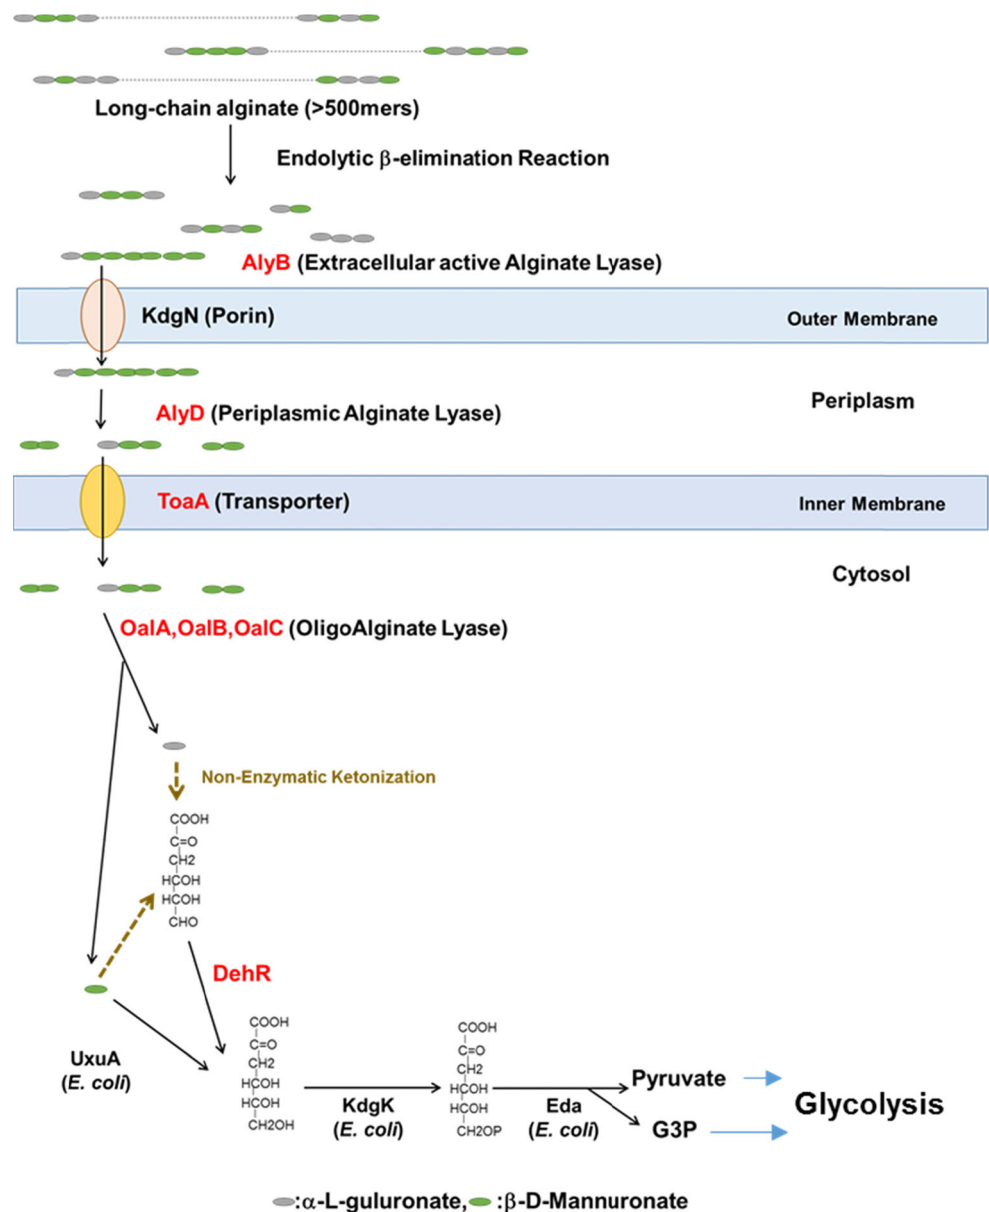 Long-chain alginate (>500mers)
Endolytic β-elimination Reaction
AlyB (Extracellular active Alginate Lyase)
KdgN (Porin)
Outer Membrane
Periplasm
AlyD (Periplasmic Alginate Lyase)
ToaA (Transporter)
Inner Membrane
Cytosol
OalA,OalB,OalC (OligoAlginate Lyase)
Non-Enzymatic Ketonization
COOH
C=O
CH2
HCOH
HCOH
CHO
DehR
UxuA
(E. coli)
COOH
C=O
CH2
HCOH
HCOH
CH2OH
KdgK
(E. coli)
COOH
C=O
CH2
HCOH
HCOH
CH2OP
Eda
(E. coli)
Pyruvate
G3P
Glycolysis
:α-L-guluronate, :β-D-Mannuronate